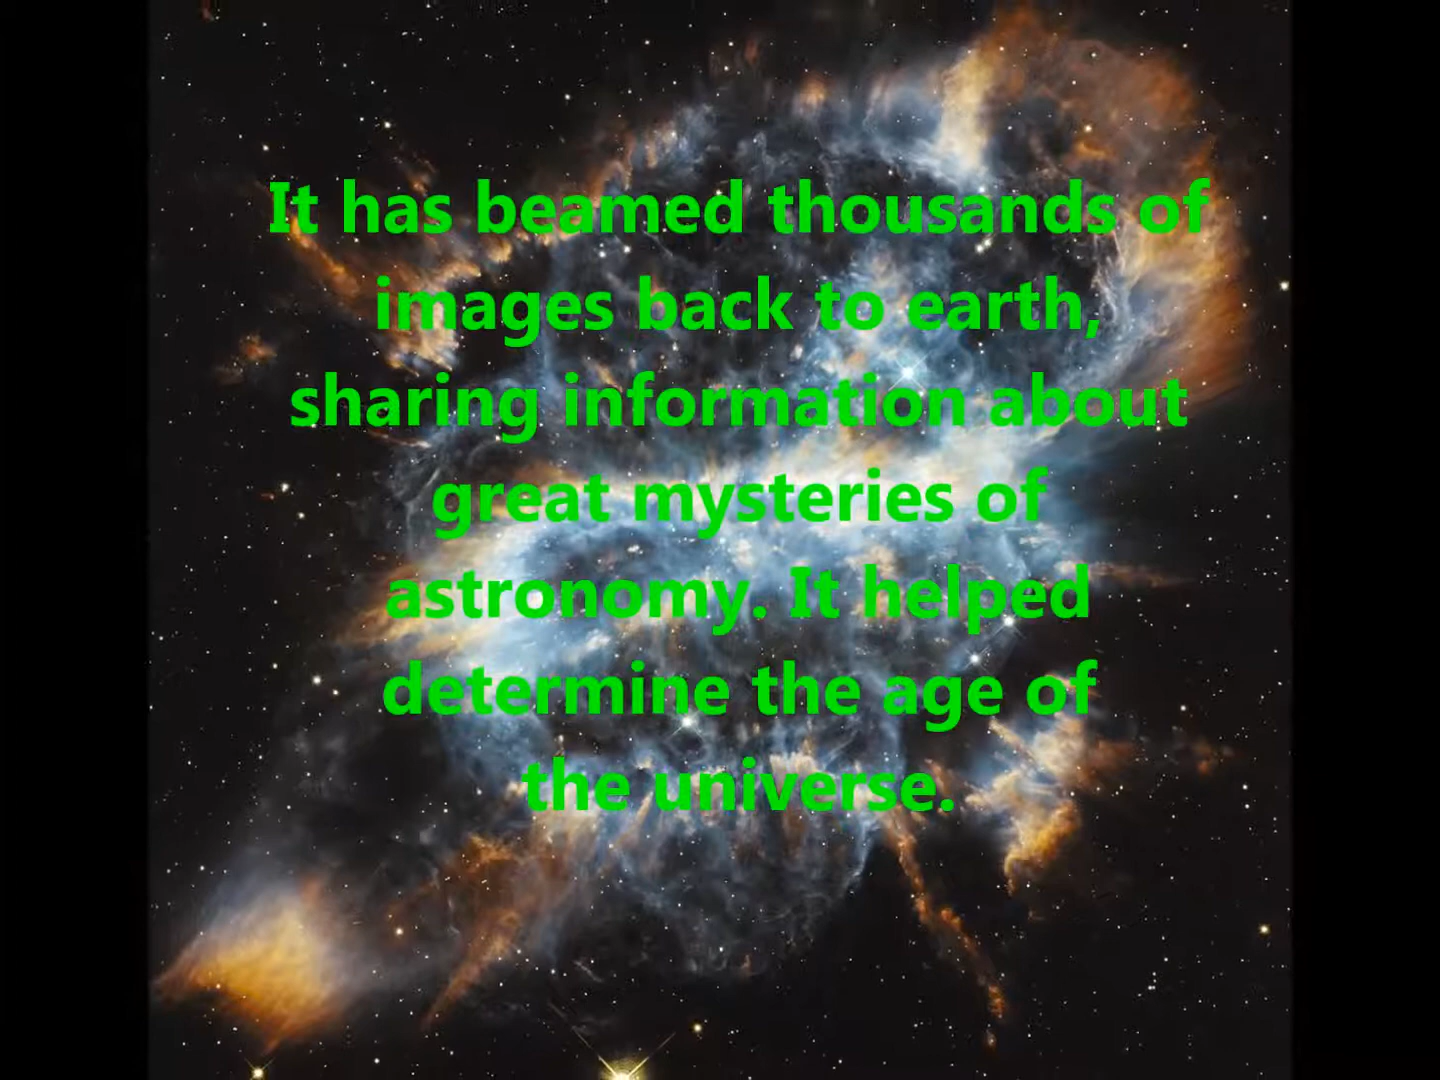 It has beamed thousands of
images back to earth,
sharing information about
great mysteries of
astronomy. It helped
determine the age of
the universe.